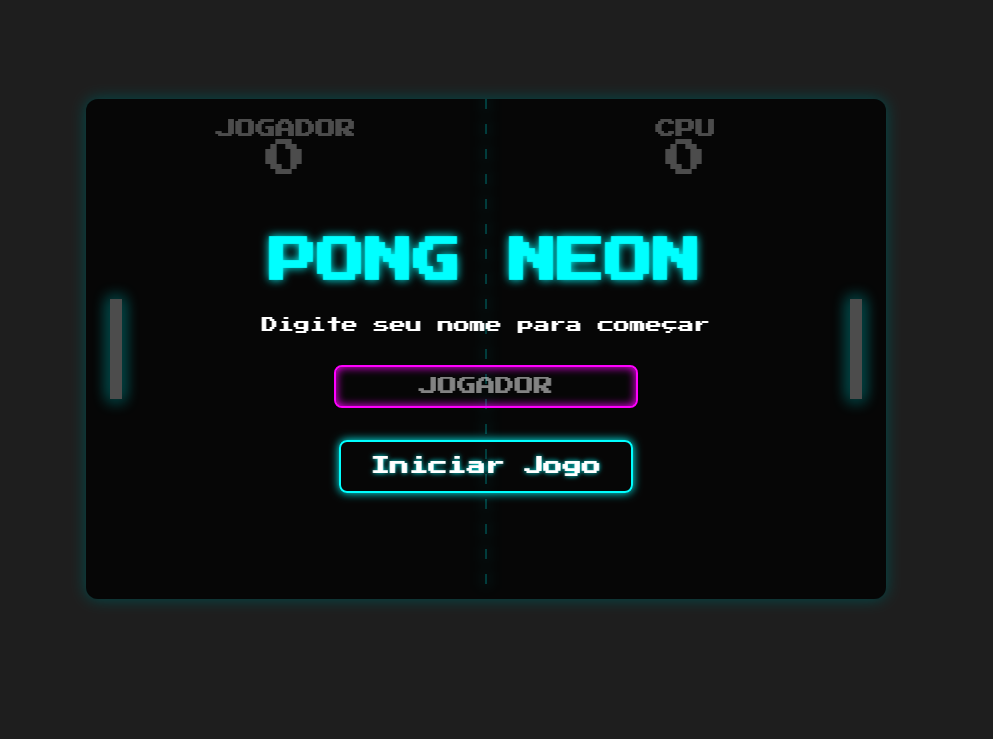 JOGADOR CPU
0 0
PONG NEON
Digite seu nome para começar
JOGADOR
Iniciar Jogo